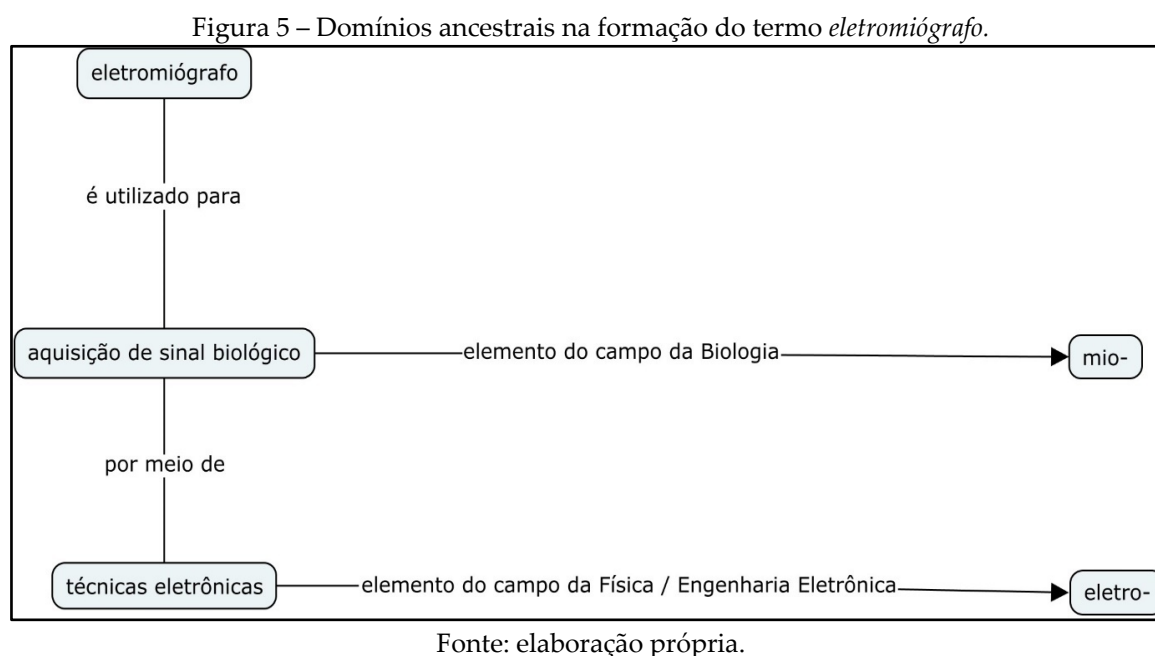 Figura 5 – Domínios ancestrais na formação do termo eletromiógrafo.
eletromiógrafo
é utilizado para
aquisição de sinal biológico
elemento do campo da Biologia
mio-
por meio de
técnicas eletrônicas
elemento do campo da Física / Engenharia Eletrônica
eletro-
Fonte: elaboração própria.